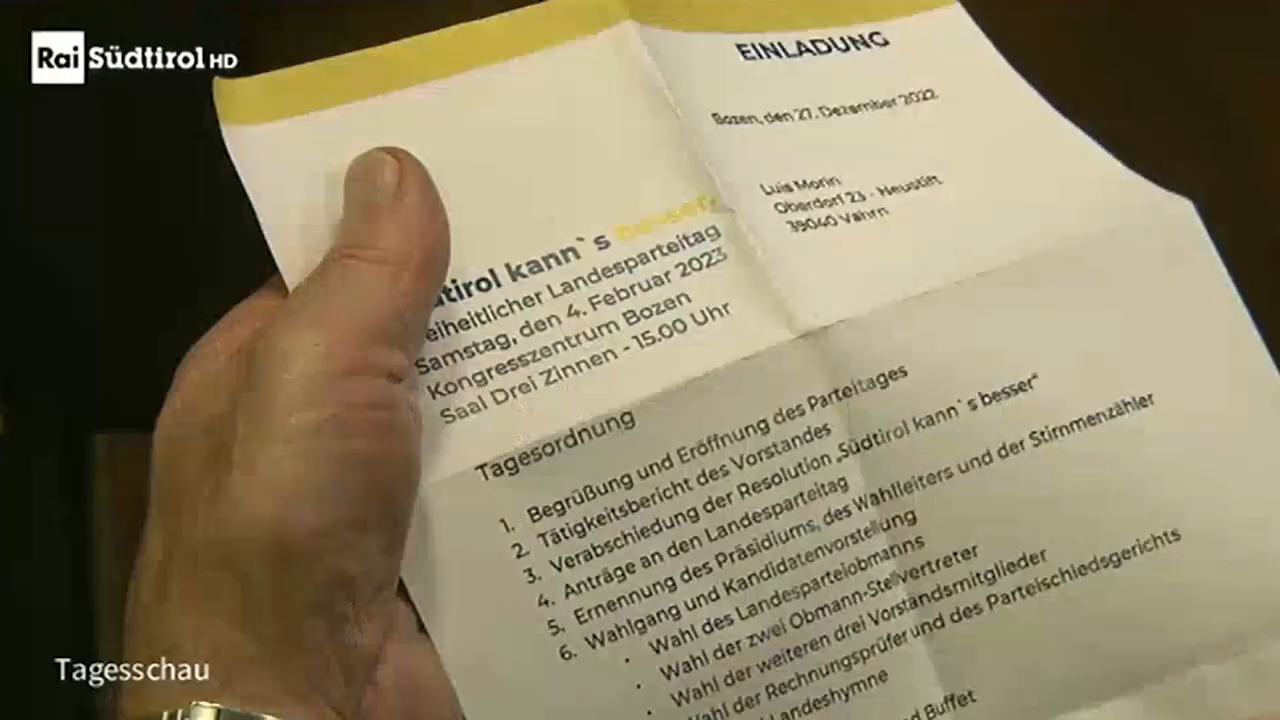 Rai Südtirol HD
EINLADUNG
Bozen, den 27. Dezember 2022
Luis Morin
Oberdorf 23 - Neustift
39040 Vahrn
tirol kann`s besser
eiheitlicher Landesparteitag
Samstag, den 4. Februar 2023
Kongresszentrum Bozen
Saal Drei Zinnen - 15.00 Uhr
Tagesordnung
1. Begrüßung und Eröffnung des Parteitages
2. Tätigkeitsbericht des Vorstandes
3. Verabschiedung der Resolution „Südtirol kann`s besser“
4. Anträge an den Landesparteitag
5. Ernennung des Präsidiums, des Wahlleiters und der Stimmenzähler
6. Wahlgang und Kandidatenvorstellung
· Wahl des Landesparteiobmanns
· Wahl der zwei Obmann-Stellvertreter
· Wahl der weiteren drei Vorstandsmitglieder
Wahl der Rechnungsprüfer und des Parteischiedsgerichts
Landeshymne
d Buffet
Tagesschau